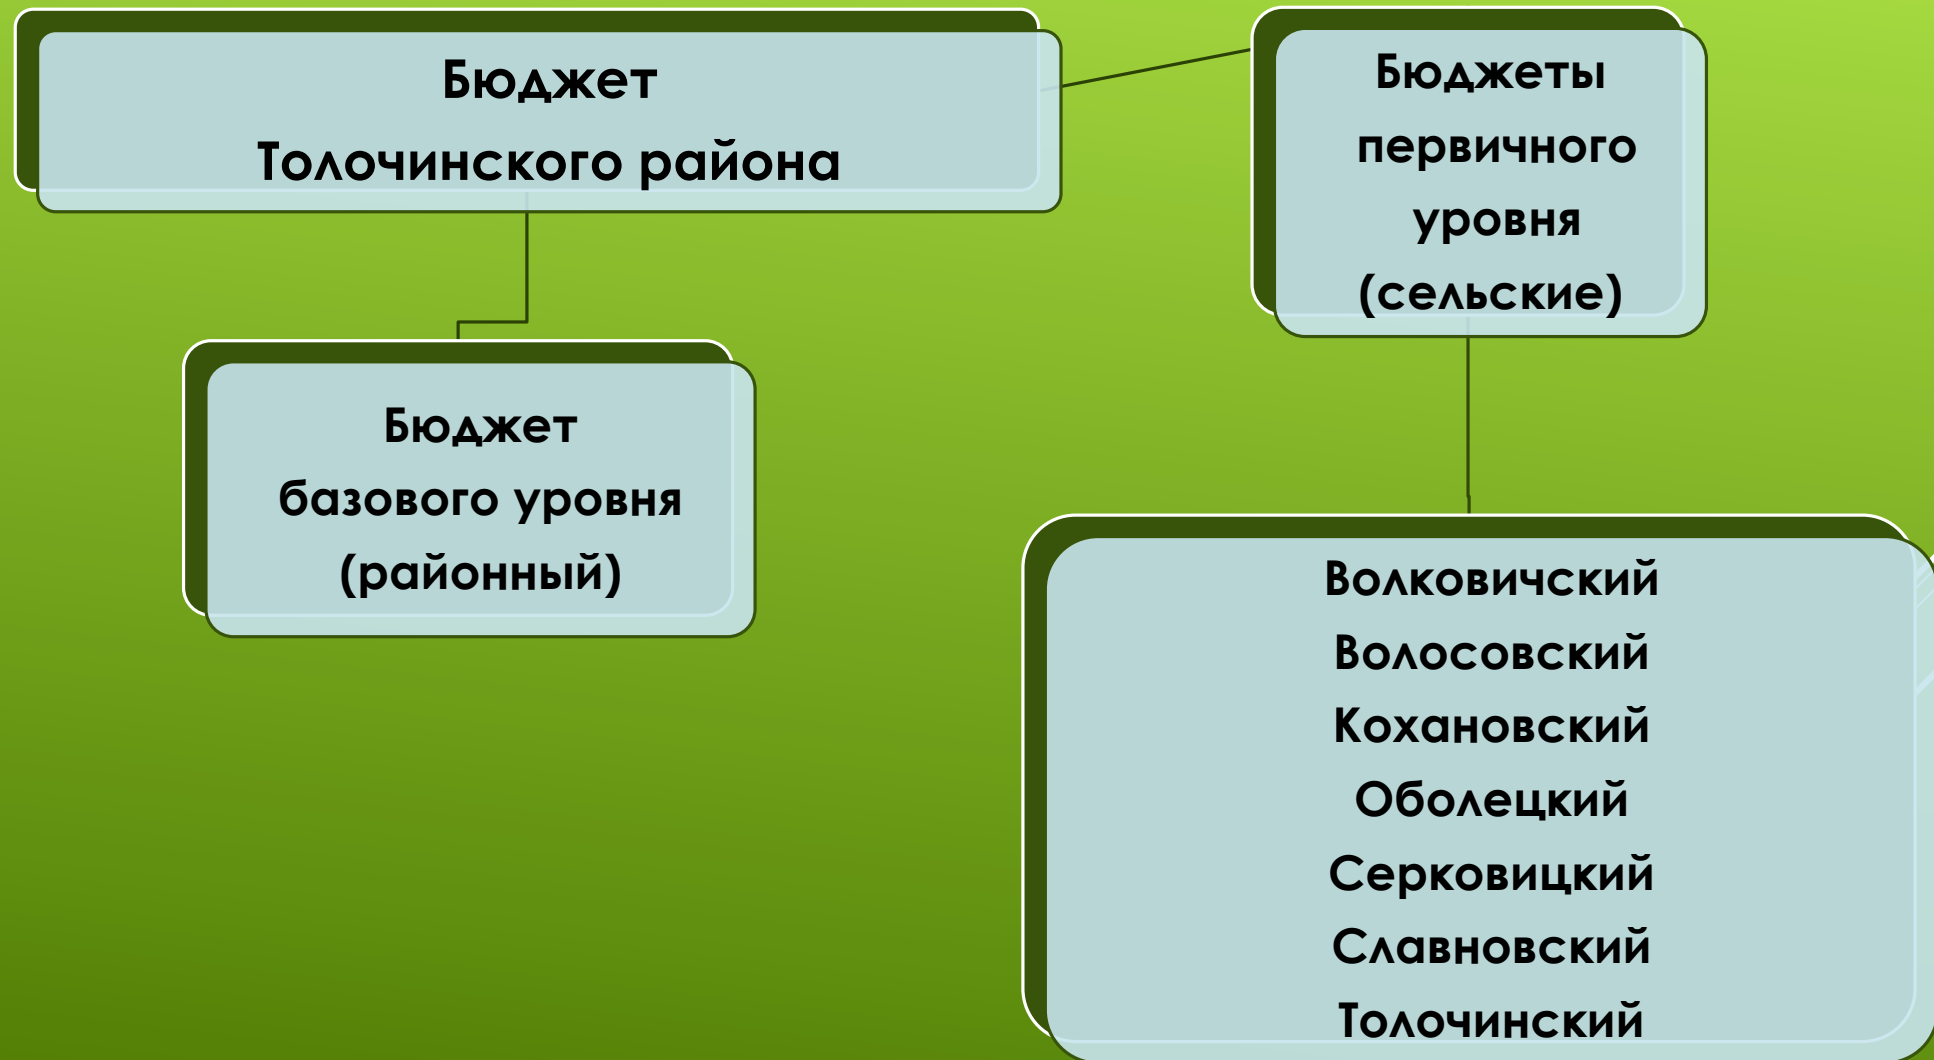 Бюджет
Толочинского района
Бюджеты
первичного
уровня
(сельские)
Бюджет
базового уровня
(районный)
Волковичский
Волосовский
Кохановский
Оболецкий
Серковицкий
Славновский
Толочинский